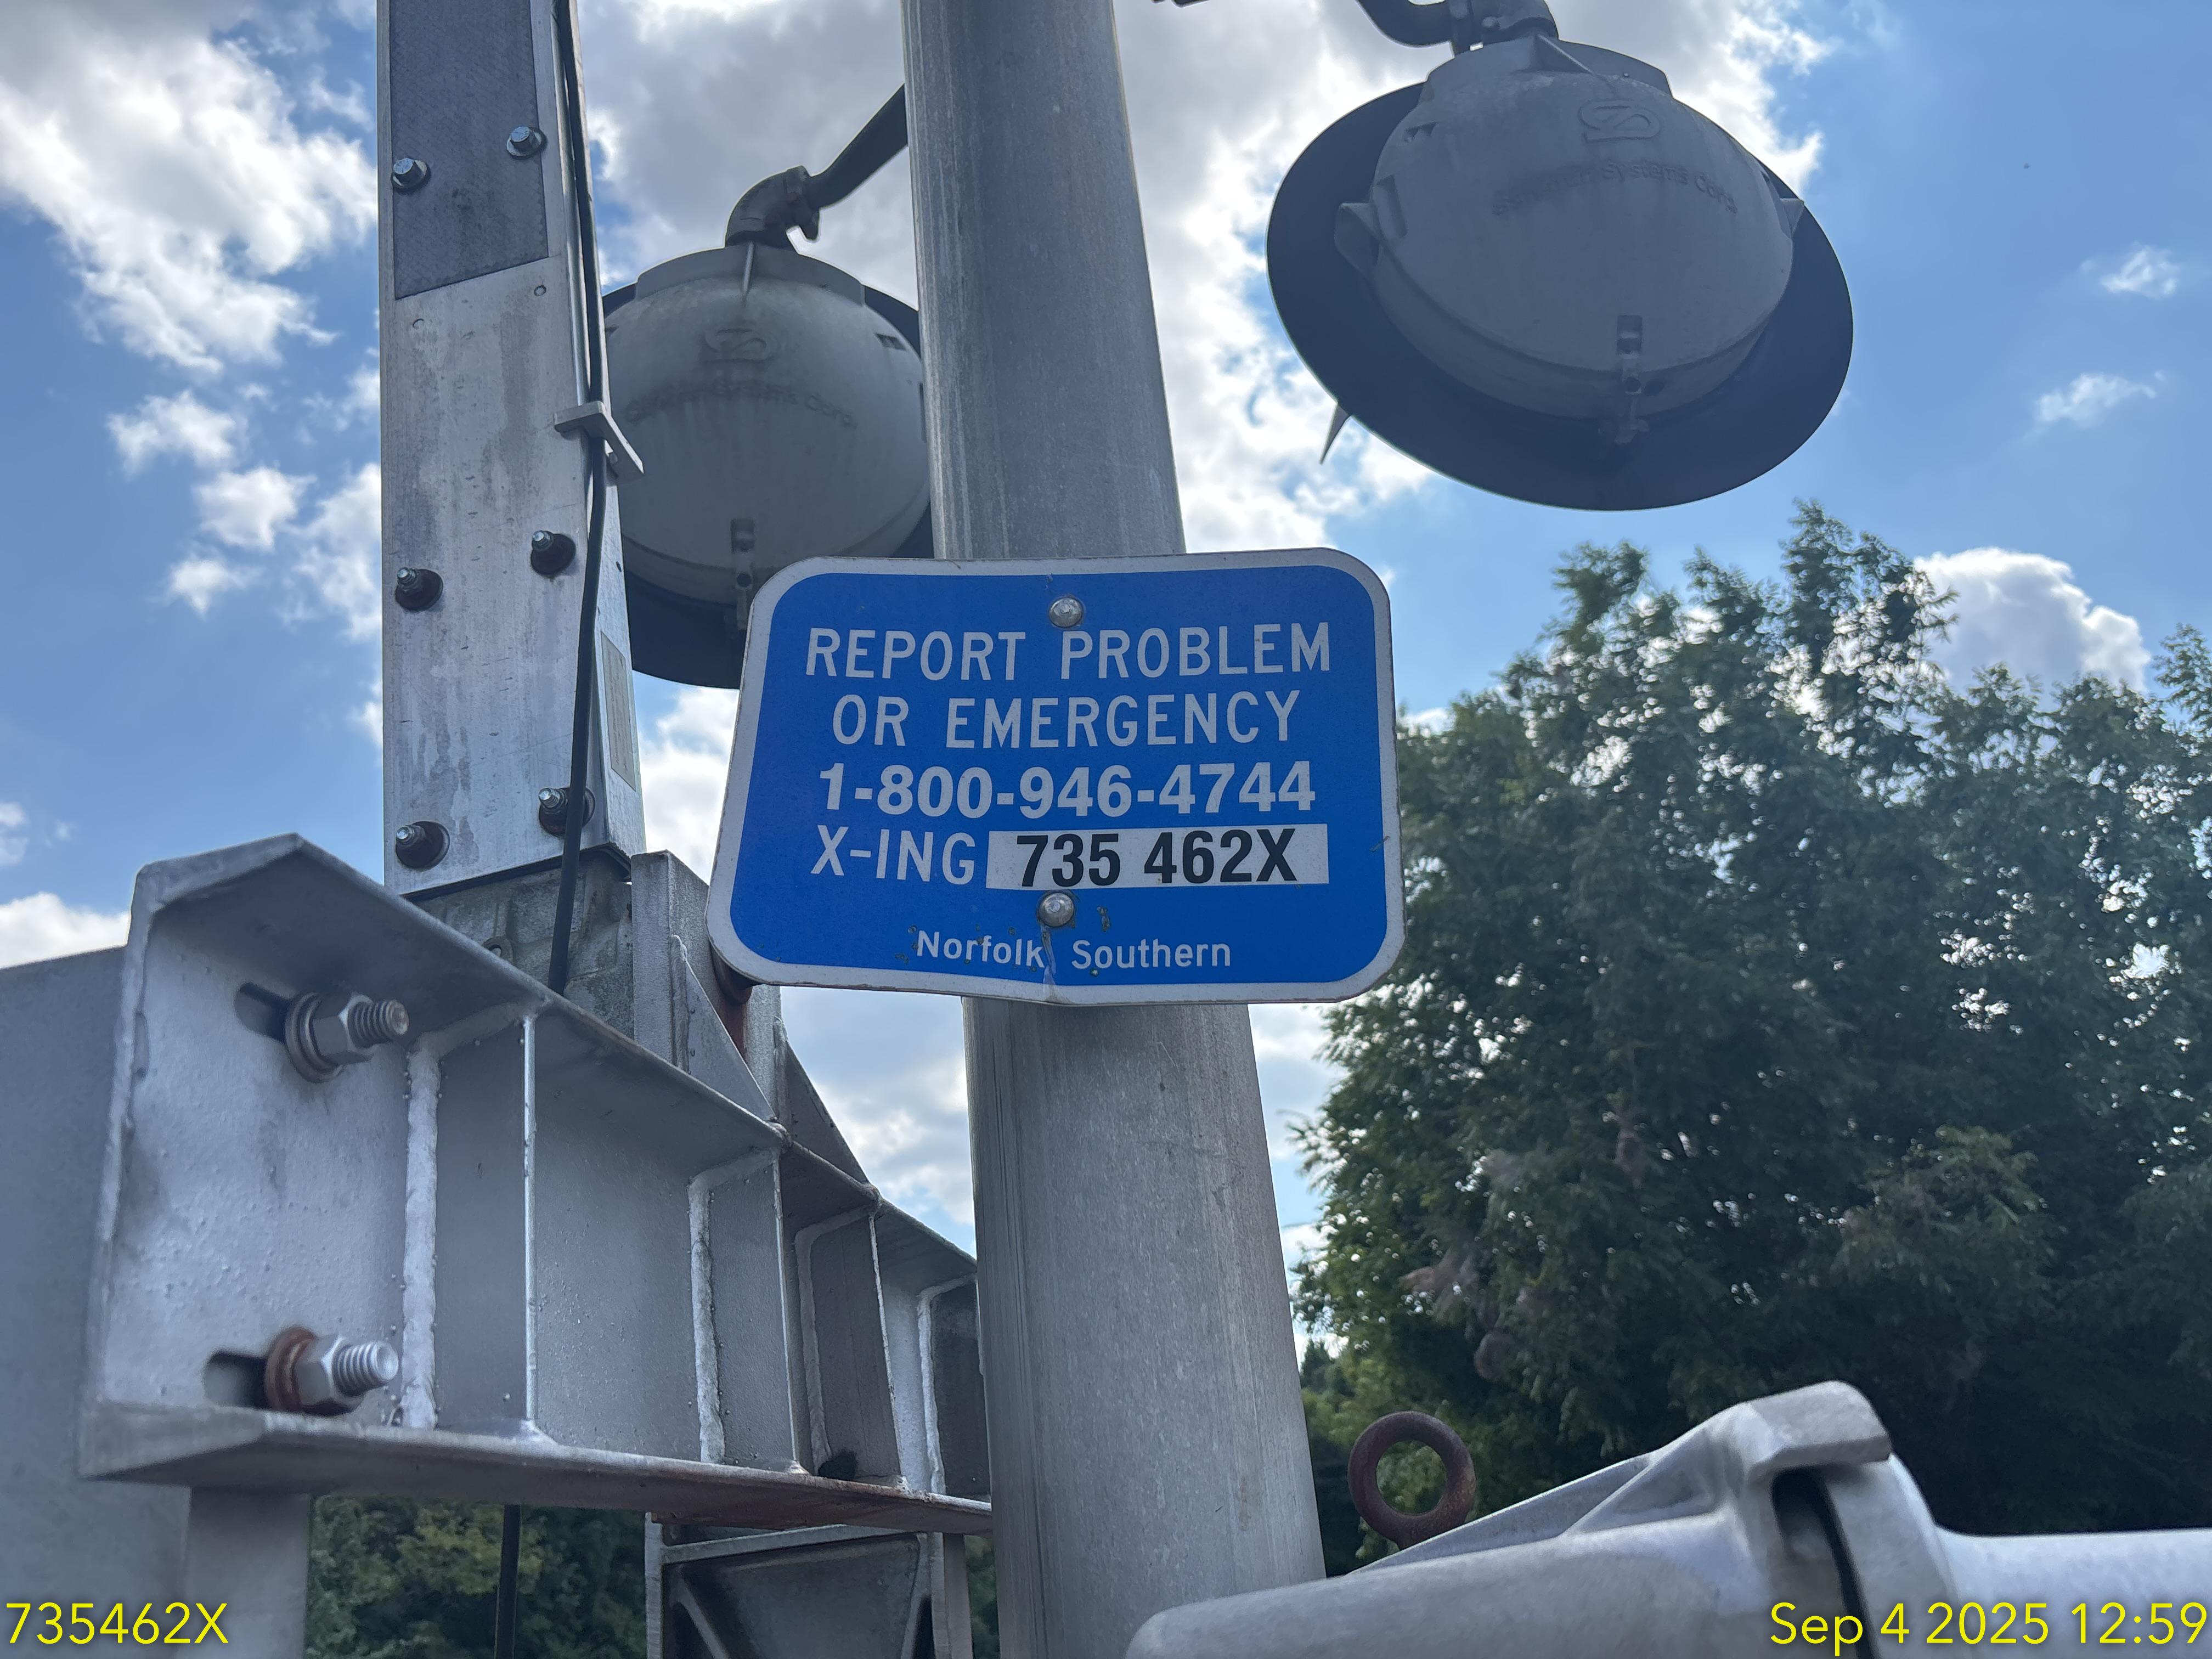 REPORT PROBLEM
OR EMERGENCY
1-800-946-4744
X-ING 735 462X
Norfolk Southern
735462X
Sep 4 2025 12:59